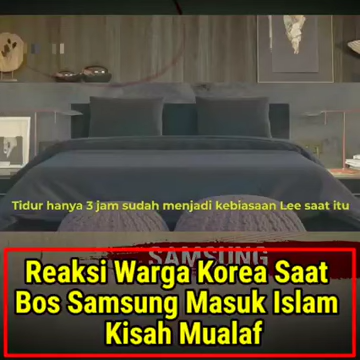 Tidur hanya 3 jam sudah menjadi kebiasaan Lee saat itu
SAMSUNG
Reaksi Warga Korea Saat
Bos Samsung Masuk Islam
Kisah Mualaf